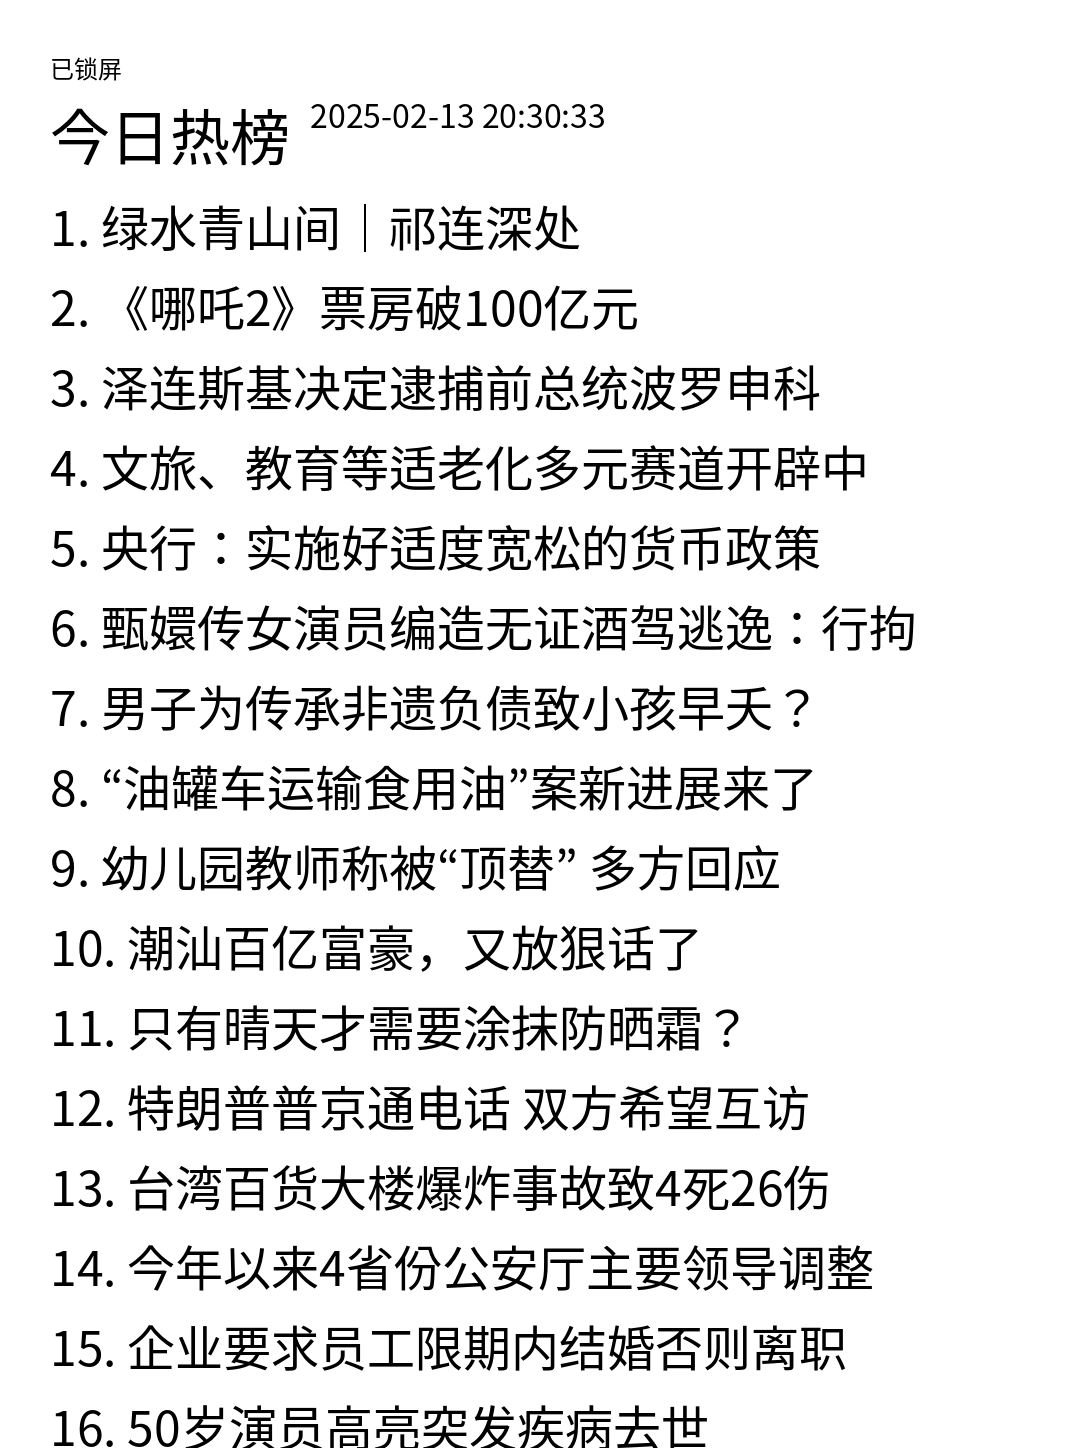 已锁屏
今日热榜 2025-02-13 20:30:33
1. 绿水青山间｜祁连深处
2. 《哪吒2》票房破100亿元
3. 泽连斯基决定逮捕前总统波罗申科
4. 文旅、教育等适老化多元赛道开辟中
5. 央行：实施好适度宽松的货币政策
6. 甄嬛传女演员编造无证酒驾逃逸：行拘
7. 男子为传承非遗负债致小孩早夭？
8. “油罐车运输食用油”案新进展来了
9. 幼儿园教师称被“顶替” 多方回应
10. 潮汕百亿富豪，又放狠话了
11. 只有晴天才需要涂抹防晒霜？
12. 特朗普普京通电话 双方希望互访
13. 台湾百货大楼爆炸事故致4死26伤
14. 今年以来4省份公安厅主要领导调整
15. 企业要求员工限期内结婚否则离职
16. 50岁演员高亮突发疾病去世